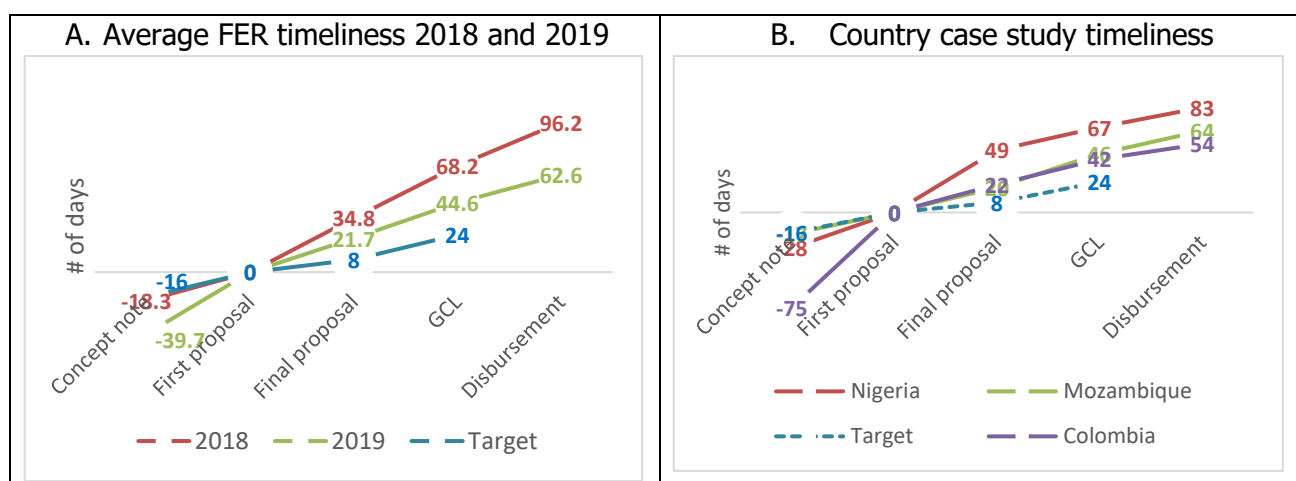 A. Average FER timeliness 2018 and 2019
# of days
96.2
68.2
62.6
44.6
34.8
21.7
24
8
0
-16
-18.3
-39.7
Concept note
First proposal
Final proposal
GCL
Disbursement
2018 2019 Target
B. Country case study timeliness
# of days
83
67
64
54
49
46
42
22
24
8
0
-16
-28
-75
Concept note
First proposal
Final proposal
GCL
Disbursement
Nigeria Mozambique
Target Colombia